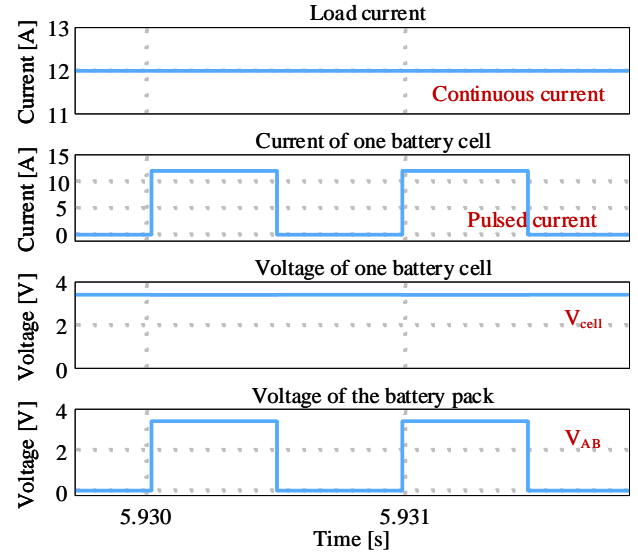 Load current
Current [A]
13
12
11
Continuous current
Current of one battery cell
Current [A]
15
10
5
0
Pulsed current
Voltage of one battery cell
Voltage [V]
4
2
0
Vcell
Voltage of the battery pack
Voltage [V]
4
2
0
VAB
5.930 5.931
Time [s]